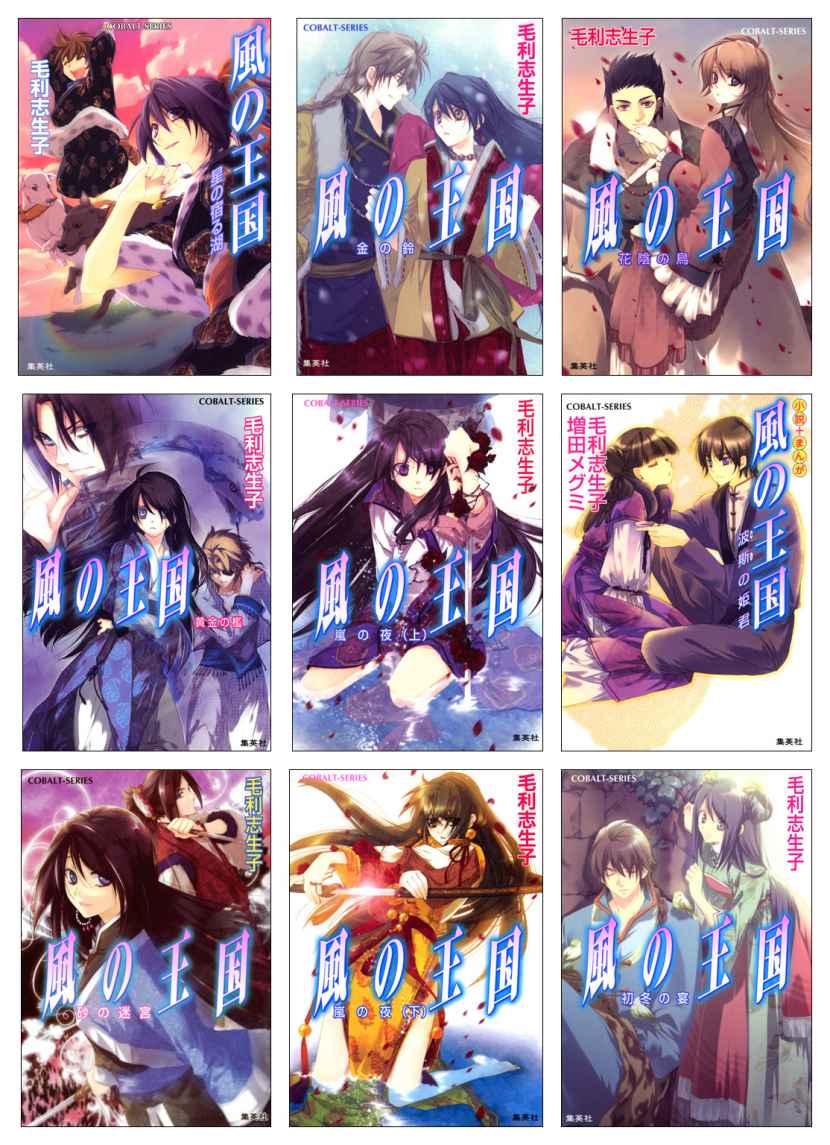 COBALT-SERIES
毛利志生子
風の王国
星の宿る湖
集英社
COBALT-SERIES
毛利志生子
風の王国
金の鈴
集英社
COBALT-SERIES
毛利志生子
風の王国
花陰の鳥
集英社
COBALT-SERIES
毛利志生子
風の王国
黄金の檻
集英社
COBALT-SERIES
毛利志生子
風の王国
嵐の夜(上)
集英社
COBALT-SERIES
小説+まんが
風の王国
波斯の姫君
毛利志生子
増田メグミ
集英社
COBALT-SERIES
毛利志生子
風の王国
砂の迷宮
集英社
COBALT-SERIES
毛利志生子
風の王国
嵐の夜(下)
集英社
COBALT-SERIES
毛利志生子
風の王国
初冬の宴
集英社